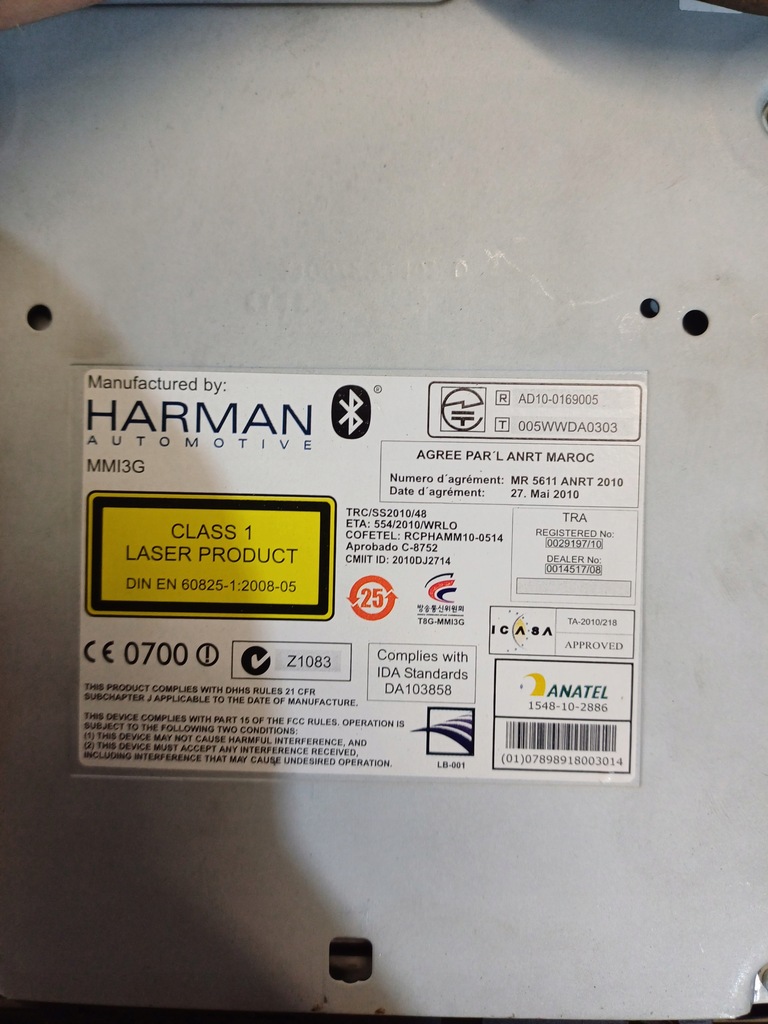 Manufactured by:
HARMAN
AUTOMOTIVE
MMI3G
R AD10-0169005
T 005WWDA0303
AGREE PAR´L ANRT MAROC
Numero d´agrément: MR 5611 ANRT 2010
Date d´agrément: 27. Mai 2010
CLASS 1
LASER PRODUCT
DIN EN 60825-1:2008-05
TRC/SS2010/48
ETA: 554/2010/WRLO
COFETEL: RCPHAMM10-0514
Aprobado C-8752
CMIIT ID: 2010DJ2714
TRA
REGISTERED No:
0029197/10
DEALER No:
0014517/08
25
방송통신위원회
T8G-MMI3G
ICASA
TA-2010/218
APPROVED
CE 0700
Z1083
Complies with
IDA Standards
DA103858
ANATEL
1548-10-2886
(01)07898918003014
THIS PRODUCT COMPLIES WITH DHHS RULES 21 CFR
SUBCHAPTER J APPLICABLE TO THE DATE OF MANUFACTURE.
THIS DEVICE COMPLIES WITH PART 15 OF THE FCC RULES. OPERATION IS
SUBJECT TO THE FOLLOWING TWO CONDITIONS:
(1) THIS DEVICE MAY NOT CAUSE HARMFUL INTERFERENCE, AND
(2) THIS DEVICE MUST ACCEPT ANY INTERFERENCE RECEIVED,
INCLUDING INTERFERENCE THAT MAY CAUSE UNDESIRED OPERATION.
LB-001